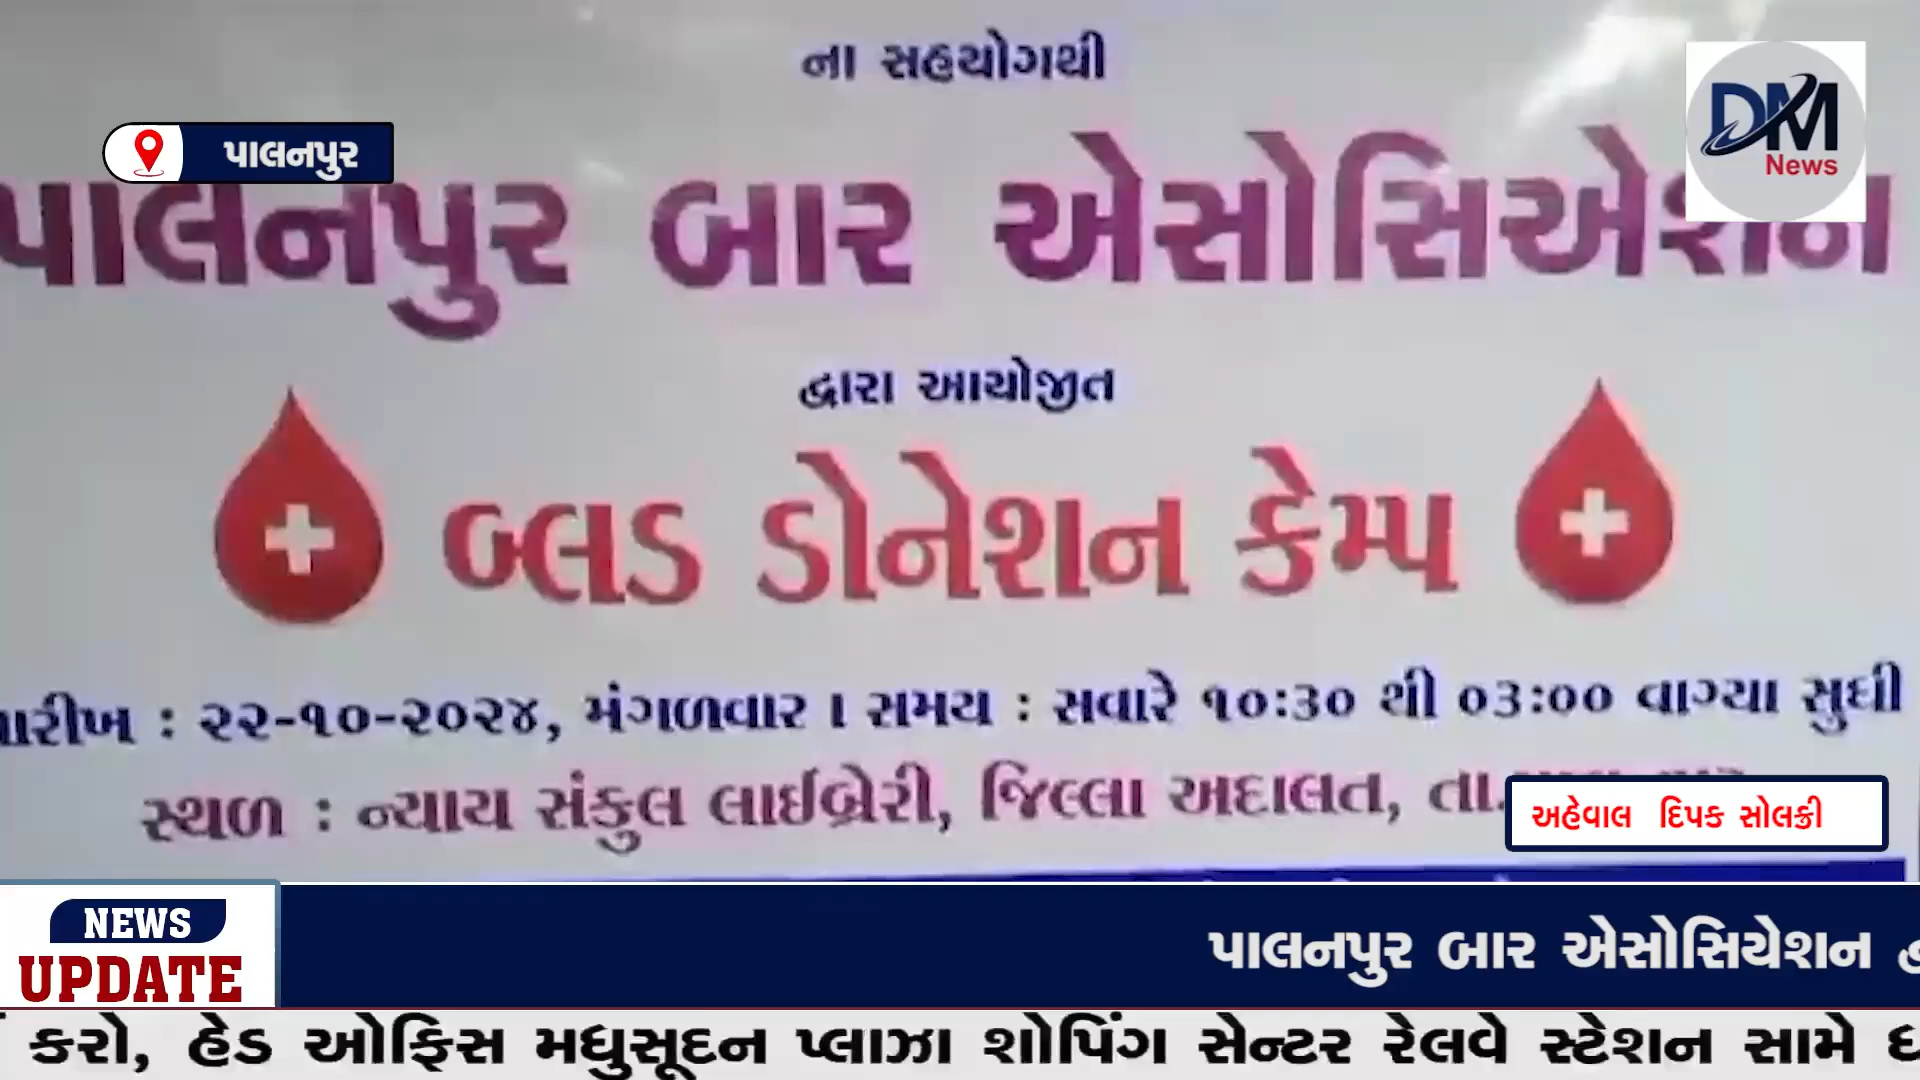 ના સહયોગથી
DM
News
પાલનપુર
પાલનપુર બાર એસોસિએશન
દ્વારા આયોજીત
બ્લડ ડોનેશન કેમ્પ
તારીખ : ૨૨-૧૦-૨૦૨૪, મંગળવાર । સમય : સવારે ૧૦:૩૦ થી ૦૩:૦૦ વાગ્યા સુધી
સ્થળ : ન્યાય સંકુલ લાઈબ્રેરી, જિલ્લા અદાલત, તા.
અહેવાલ દિપક સોલક્રી
NEWS
UPDATE
પાલનપુર બાર એસોસિયેશન
કરો, હેડ ઓફિસ મધુસૂદન પ્લાઝા શોપિંગ સેન્ટર રેલવે સ્ટેશન સામે